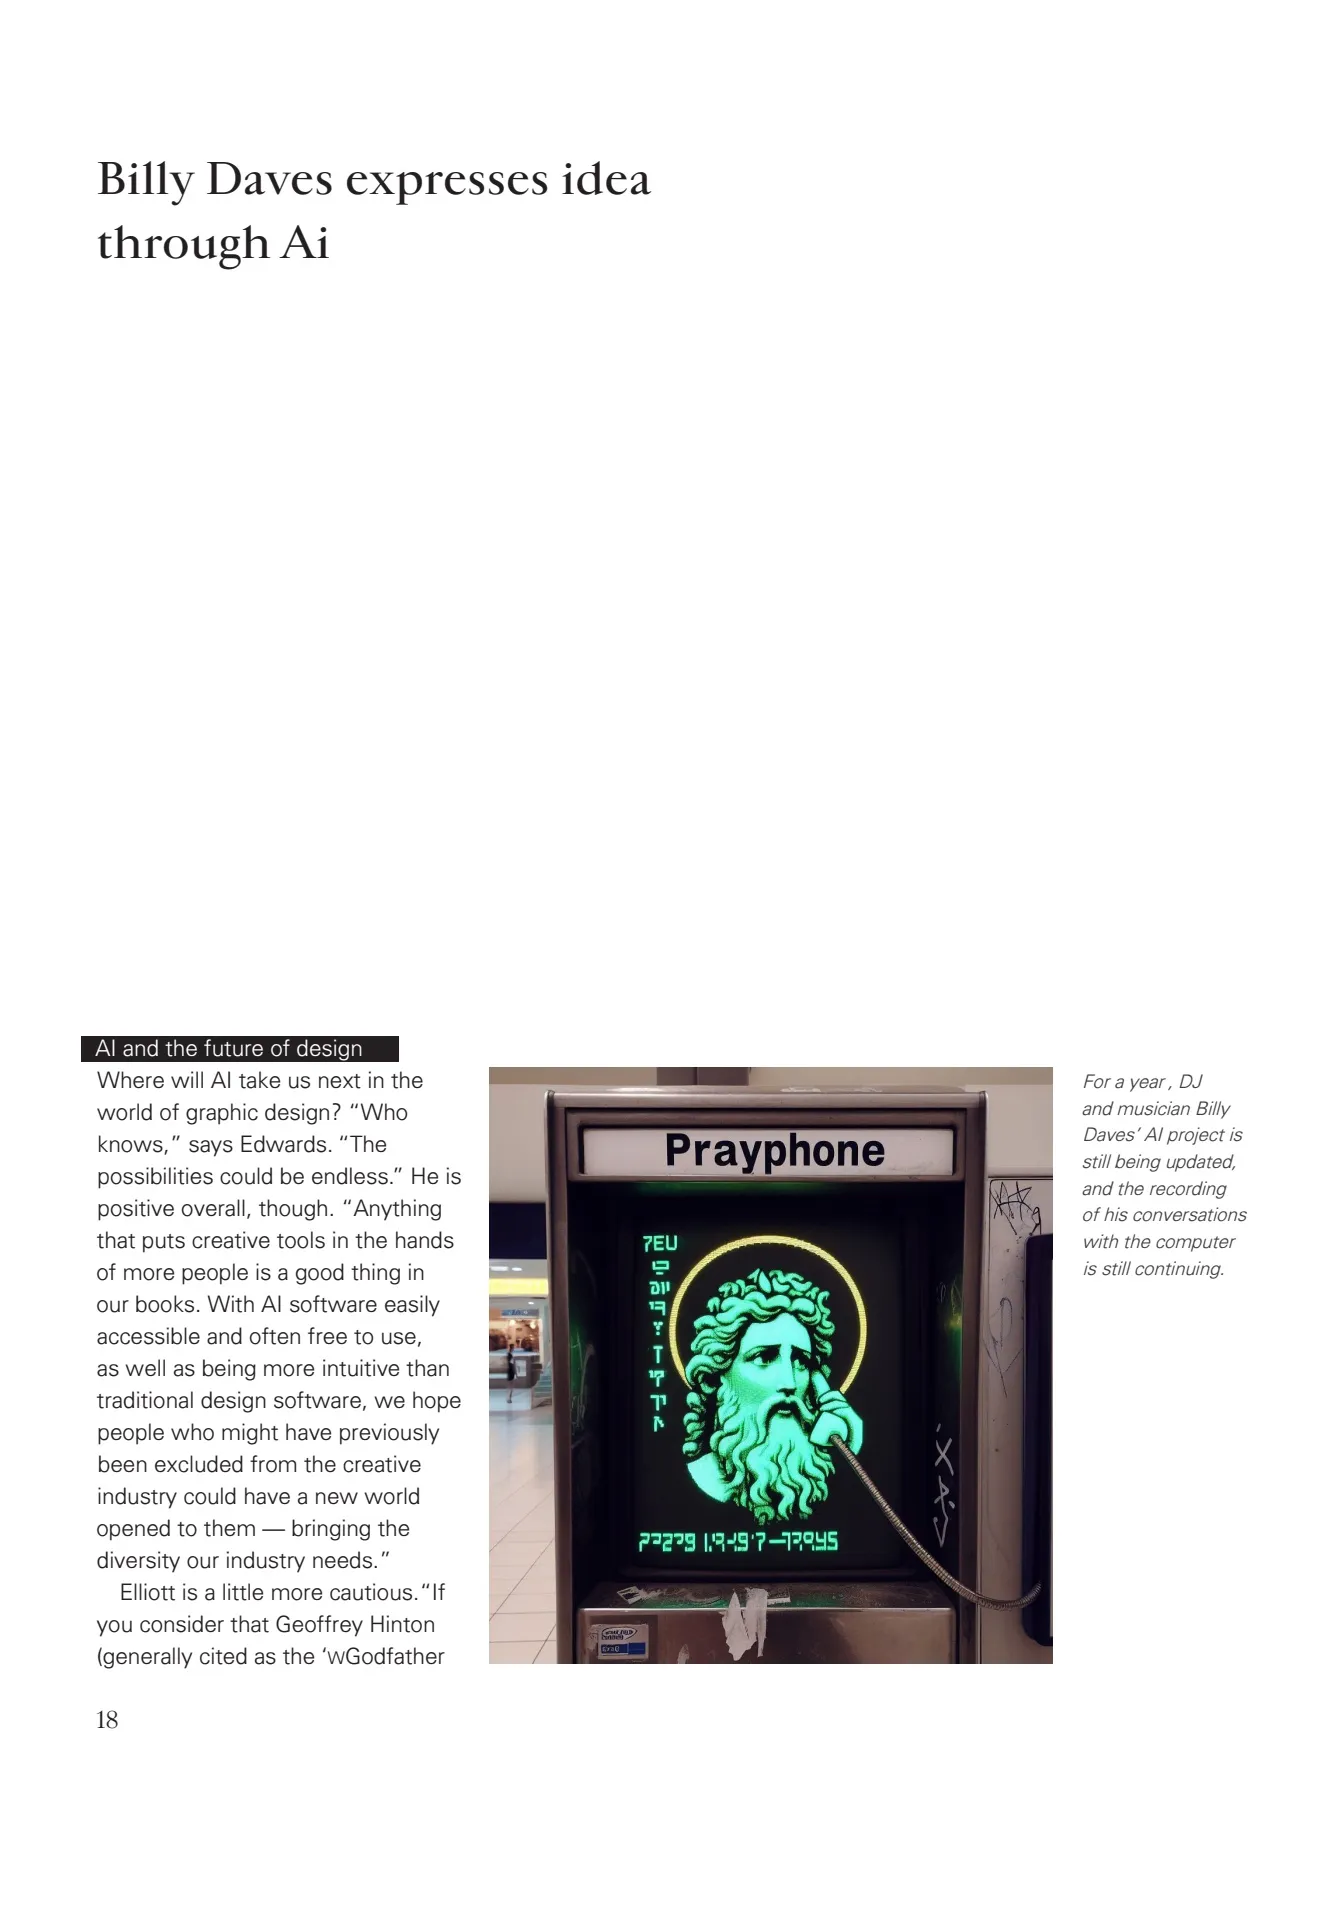 Billy Daves expresses idea
through Ai
AI and the future of design
Where will AI take us next in the
world of graphic design? “Who
knows,” says Edwards. “The
possibilities could be endless.” He is
positive overall, though. “Anything
that puts creative tools in the hands
of more people is a good thing in
our books. With AI software easily
accessible and often free to use,
as well as being more intuitive than
traditional design software, we hope
people who might have previously
been excluded from the creative
industry could have a new world
opened to them — bringing the
diversity our industry needs.”
Elliott is a little more cautious.“If
you consider that Geoffrey Hinton
(generally cited as the ‘wGodfather
Prayphone
For a year , DJ
and musician Billy
Daves’ AI project is
still being updated,
and the recording
of his conversations
with the computer
is still continuing.
18